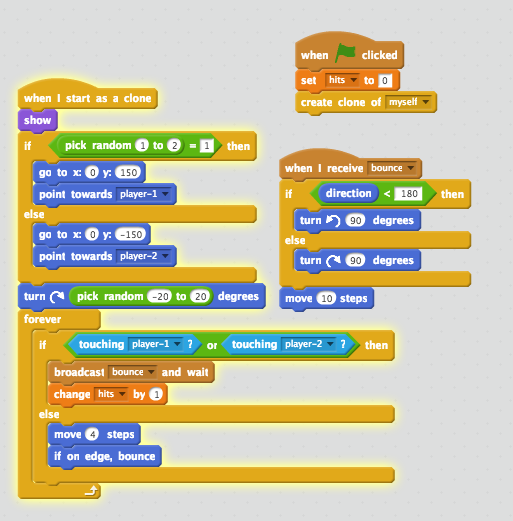 when I start as a clone
show
if pick random 1 to 2 = 1 then
go to x: 0 y: 150
point towards player-1
else
go to x: 0 y: -150
point towards player-2
turn pick random -20 to 20 degrees
forever
if touching player-1 ? or touching player-2 ? then
broadcast bounce and wait
change hits by 1
else
move 4 steps
if on edge, bounce
when clicked
set hits to 0
create clone of myself
when I receive bounce
if direction < 180 then
turn 90 degrees
else
turn 90 degrees
move 10 steps